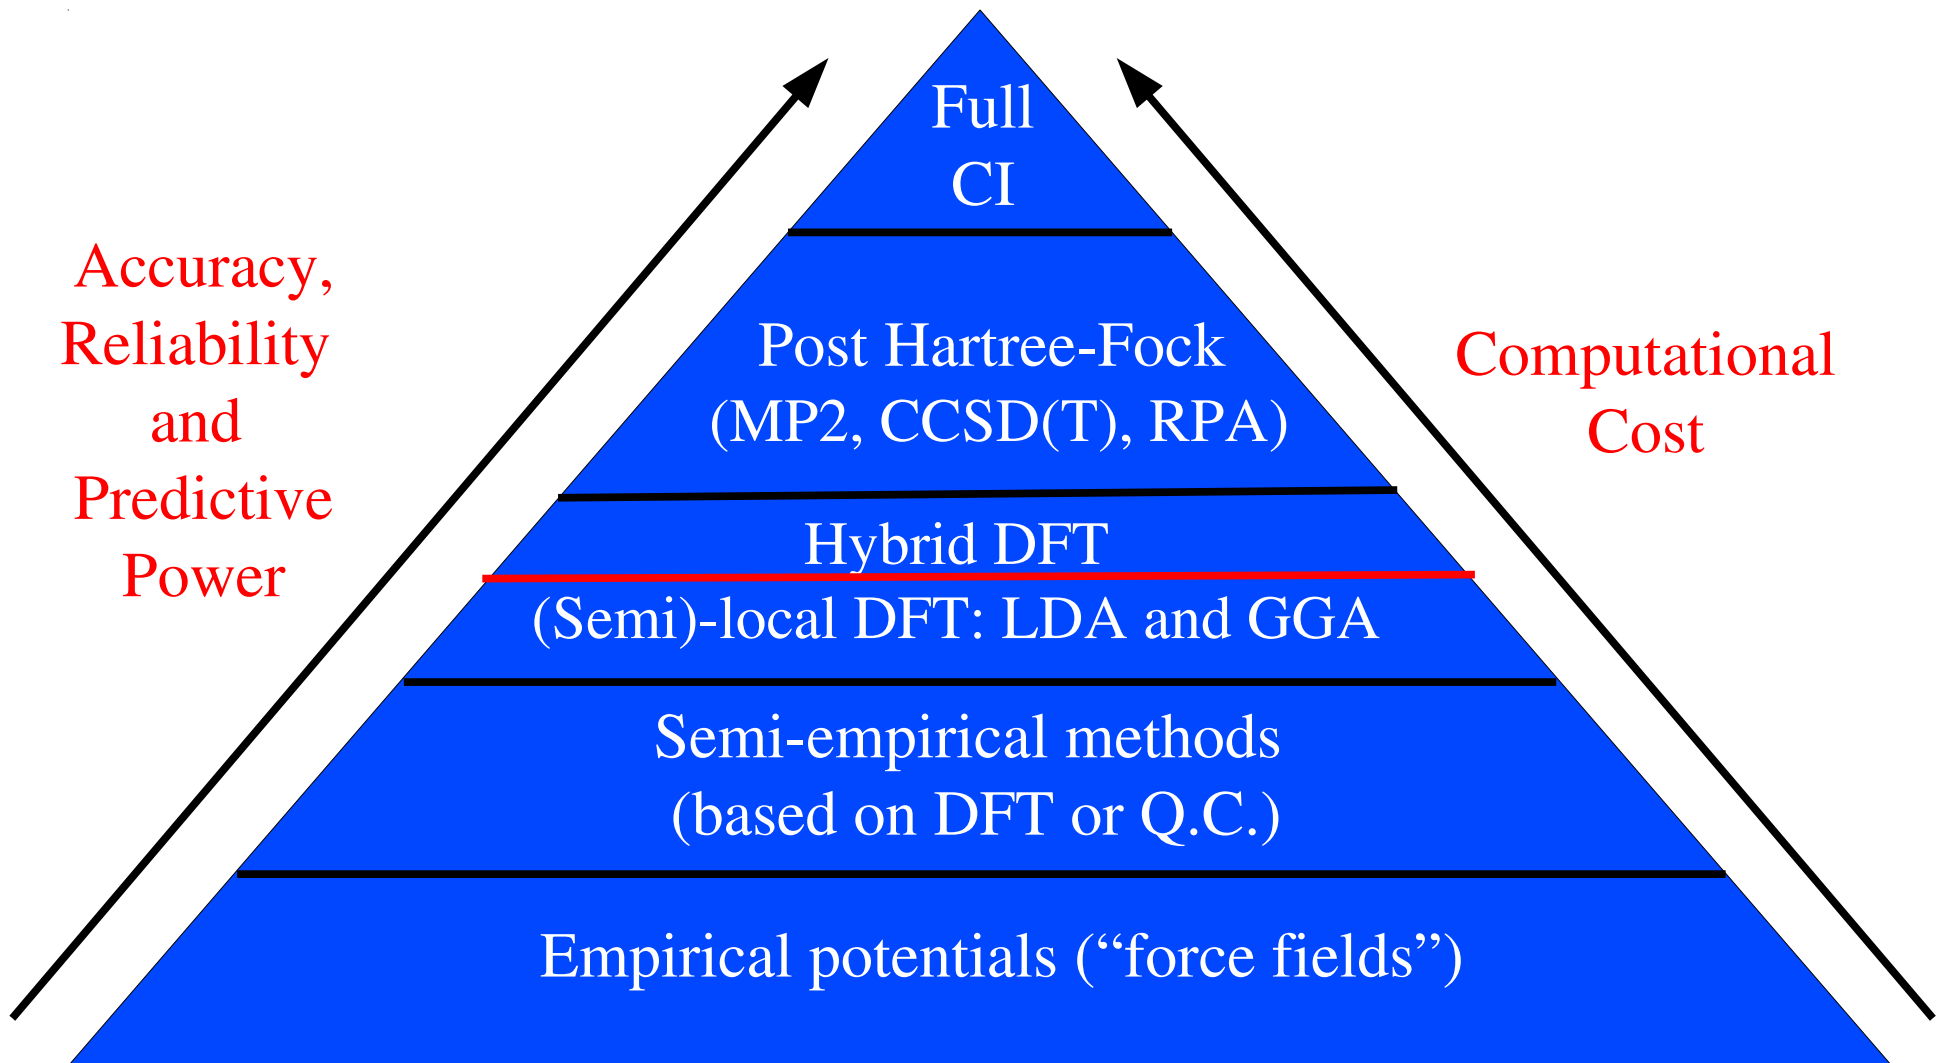 Full
CI
Accuracy,
Reliability
and
Predictive
Power
Post Hartree-Fock
(MP2, CCSD(T), RPA)
Computational
Cost
Hybrid DFT
(Semi)-local DFT: LDA and GGA
Semi-empirical methods
(based on DFT or Q.C.)
Empirical potentials (“force fields”)